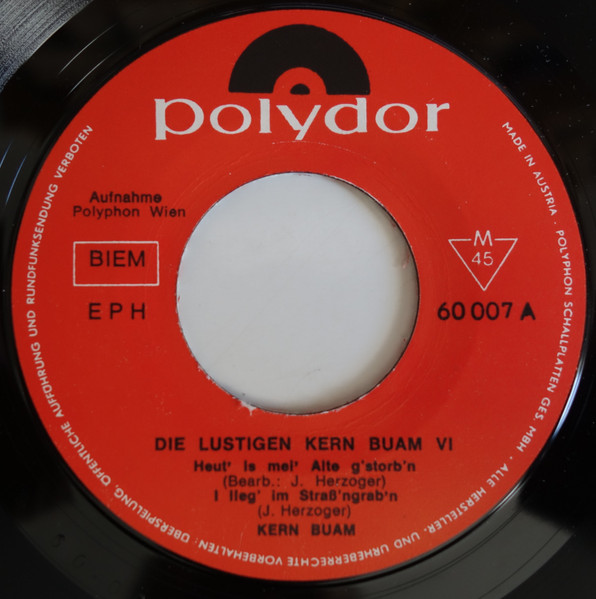 polydor
Aufnahme
Polyphon Wien
BIEM
EPH
M
45
60 007 A
DIE LUSTIGEN KERN BUAM VI
Heut' is mei' Alte g'storb'n
(Bearb.: J. Herzoger)
I lieg' im Straß'ngrab'n
(J. Herzoger)
KERN BUAM
MADE IN AUSTRIA · POLYPHON SCHALLPLATTEN GES MBH · ALLE HERSTELLER- UND URHEBERRECHTE VORBEHALTEN: ÜBERSPIELUNG, ÖFFENTLICHE AUFFÜHRUNG UND RUNDFUNKSENDUNG VERBOTEN